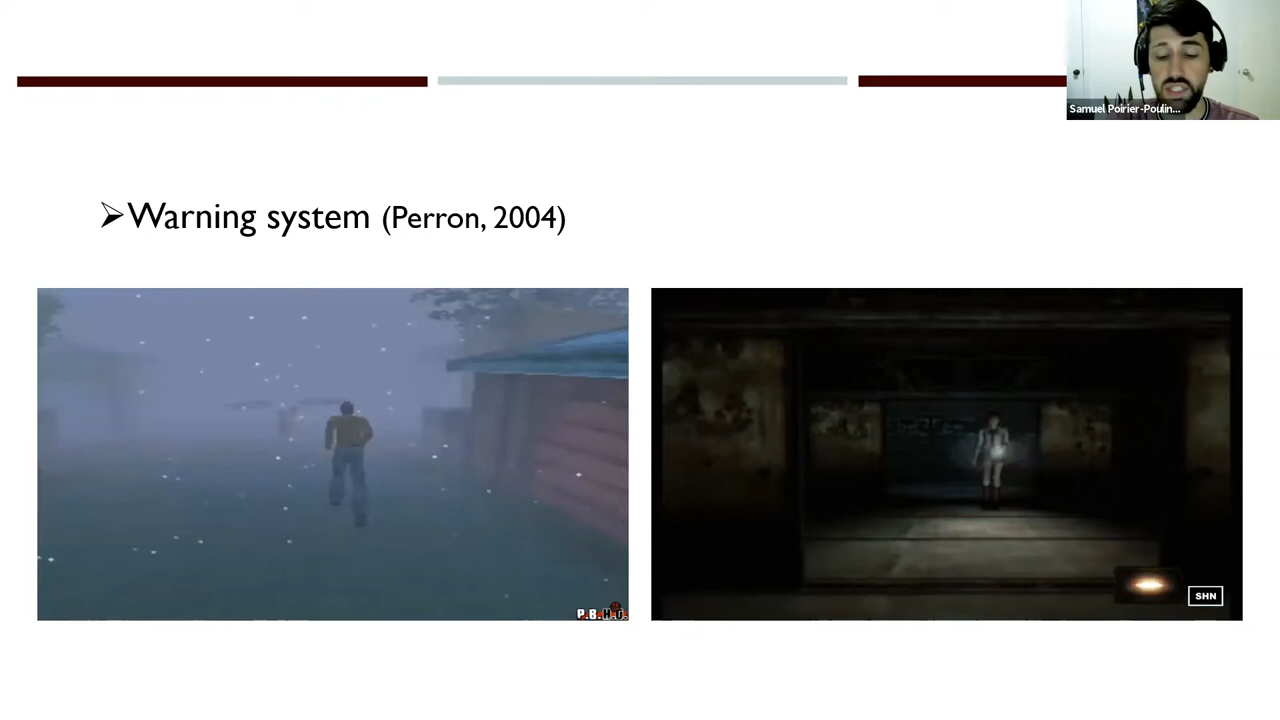 Samuel Poirier-Poulin...
➢Warning system (Perron, 2004)
P.B.H.U.
SHN